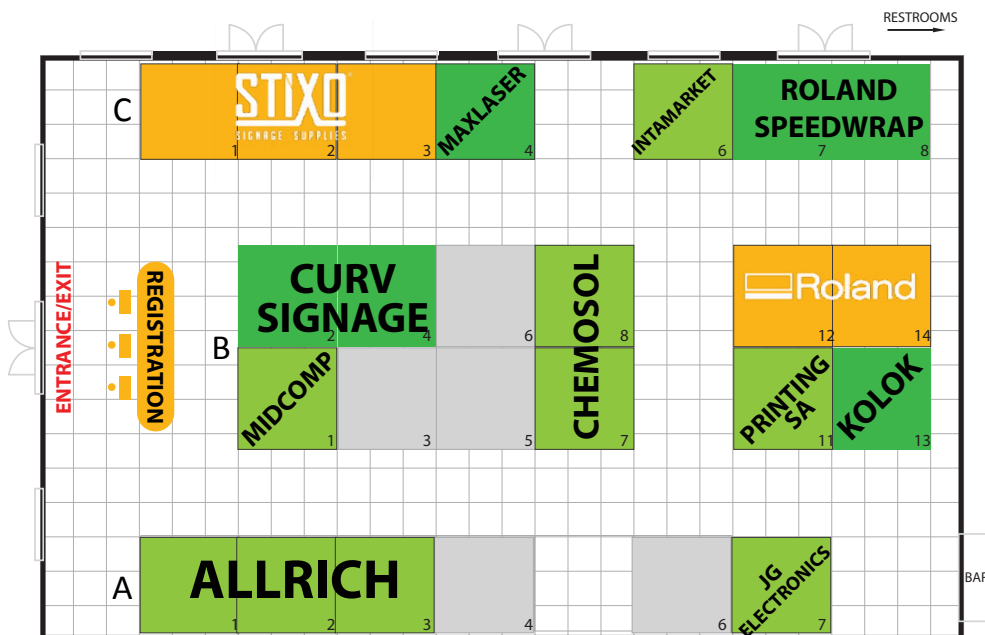 RESTROOMS
C
STIXO
SIGNAGE SUPPLIES
1
2
3
MAXLASER
4
INTAMARKET
6
ROLAND
SPEEDWRAP
7
8
ENTRANCE/EXIT
REGISTRATION
B
CURV
SIGNAGE
2
4
6
CHEMOSOL
8
Roland
12
14
MIDCOMP
1
3
5
7
PRINTING
SA
11
KOLOK
13
A
ALLRICH
1
2
3
4
6
JG
ELECTRONICS
7
BAR